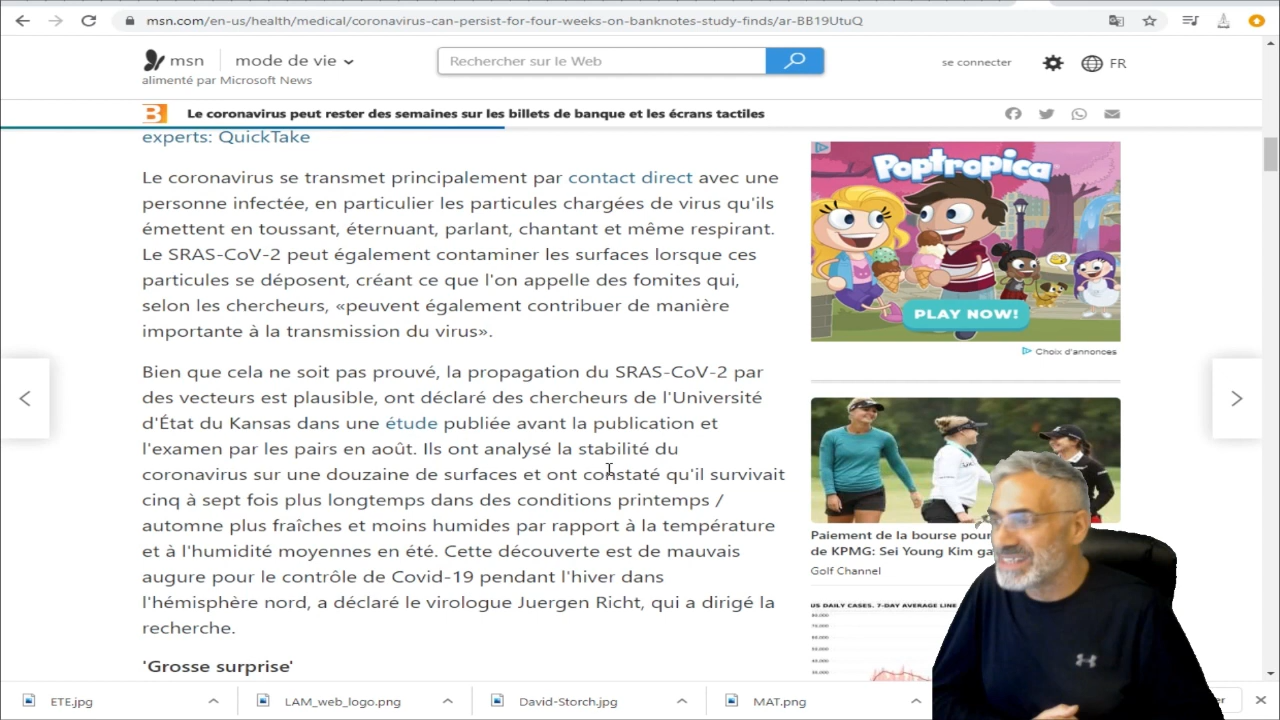 msn.com/en-us/health/medical/coronavirus-can-persist-for-four-weeks-on-banknotes-study-finds/ar-BB19UtuQ
msn
mode de vie
Rechercher sur le Web
se connecter
FR
alimenté par Microsoft News
Le coronavirus peut rester des semaines sur les billets de banque et les écrans tactiles
experts: QuickTake
Le coronavirus se transmet principalement par contact direct avec une
personne infectée, en particulier les particules chargées de virus qu'ils
émettent en toussant, éternuant, parlant, chantant et même respirant.
Le SRAS-CoV-2 peut également contaminer les surfaces lorsque ces
particules se déposent, créant ce que l'on appelle des fomites qui,
selon les chercheurs, «peuvent également contribuer de manière
importante à la transmission du virus».
Bien que cela ne soit pas prouvé, la propagation du SRAS-CoV-2 par
des vecteurs est plausible, ont déclaré des chercheurs de l'Université
d'État du Kansas dans une étude publiée avant la publication et
l'examen par les pairs en août. Ils ont analysé la stabilité du
coronavirus sur une douzaine de surfaces et ont constaté qu'il survivait
cinq à sept fois plus longtemps dans des conditions printemps /
automne plus fraîches et moins humides par rapport à la température
et à l'humidité moyennes en été. Cette découverte est de mauvais
augure pour le contrôle de Covid-19 pendant l'hiver dans
l'hémisphère nord, a déclaré le virologue Juergen Richt, qui a dirigé la
recherche.
'Grosse surprise'
Poptropica
PLAY NOW!
Choix d'annonces
Paiement de la bourse pour
de KPMG: Sei Young Kim ga
Golf Channel
US DAILY CASES. 7-DAY AVERAGE LINE
ETE.jpg
LAM_web_logo.png
David-Storch.jpg
MAT.png